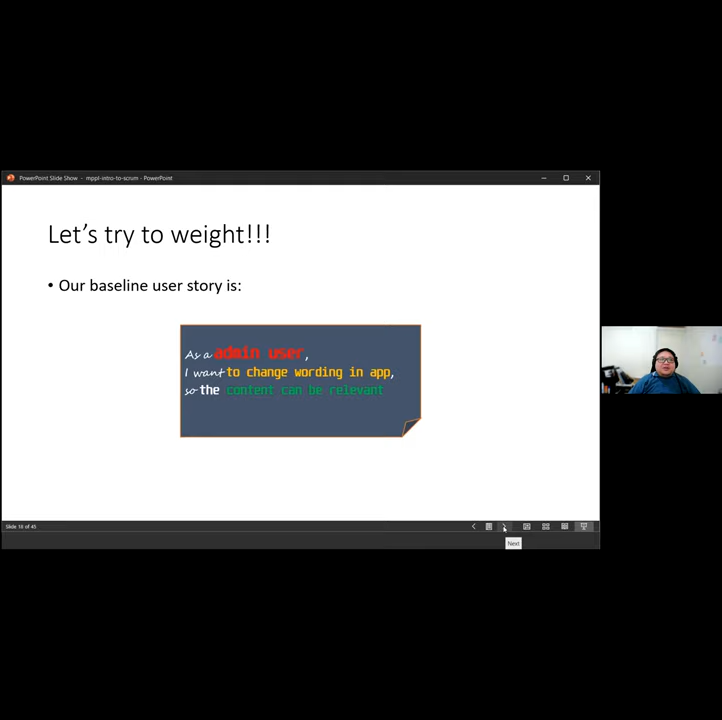 PowerPoint Slide Show - mppl-intro-to-scrum - PowerPoint
Let's try to weight!!!
• Our baseline user story is:
As a admin user,
I want to change wording in app,
so the content can be relevant
Slide 18 of 45
Next